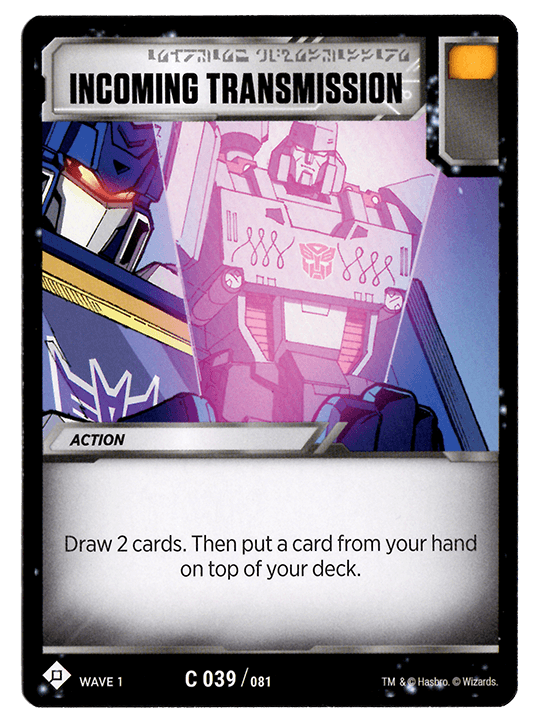 INCOMING TRANSMISSION
ACTION
Draw 2 cards. Then put a card from your hand
on top of your deck.
WAVE 1
C 039 / 081
TM & © Hasbro. © Wizards.